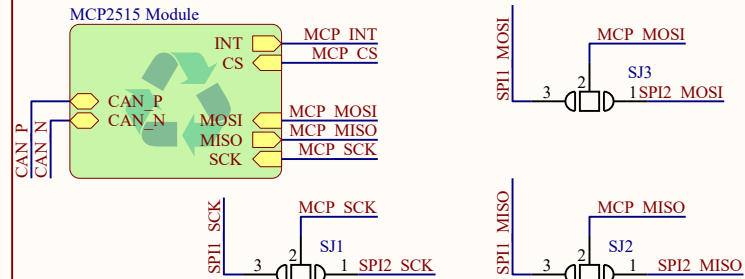 MCP2515 Module
INT
MCP_INT
CS
MCP_CS
CAN_P
CAN_N
MOSI
MCP_MOSI
MISO
MCP_MISO
SCK
MCP_SCK
CAN_P
CAN_N
SPI1_MOSI
MCP_MOSI
SJ3
2
3
1
SPI2_MOSI
SPI1_SCK
MCP_SCK
SJ1
2
3
1
SPI2_SCK
SPI1_MISO
MCP_MISO
SJ2
2
3
1
SPI2_MISO